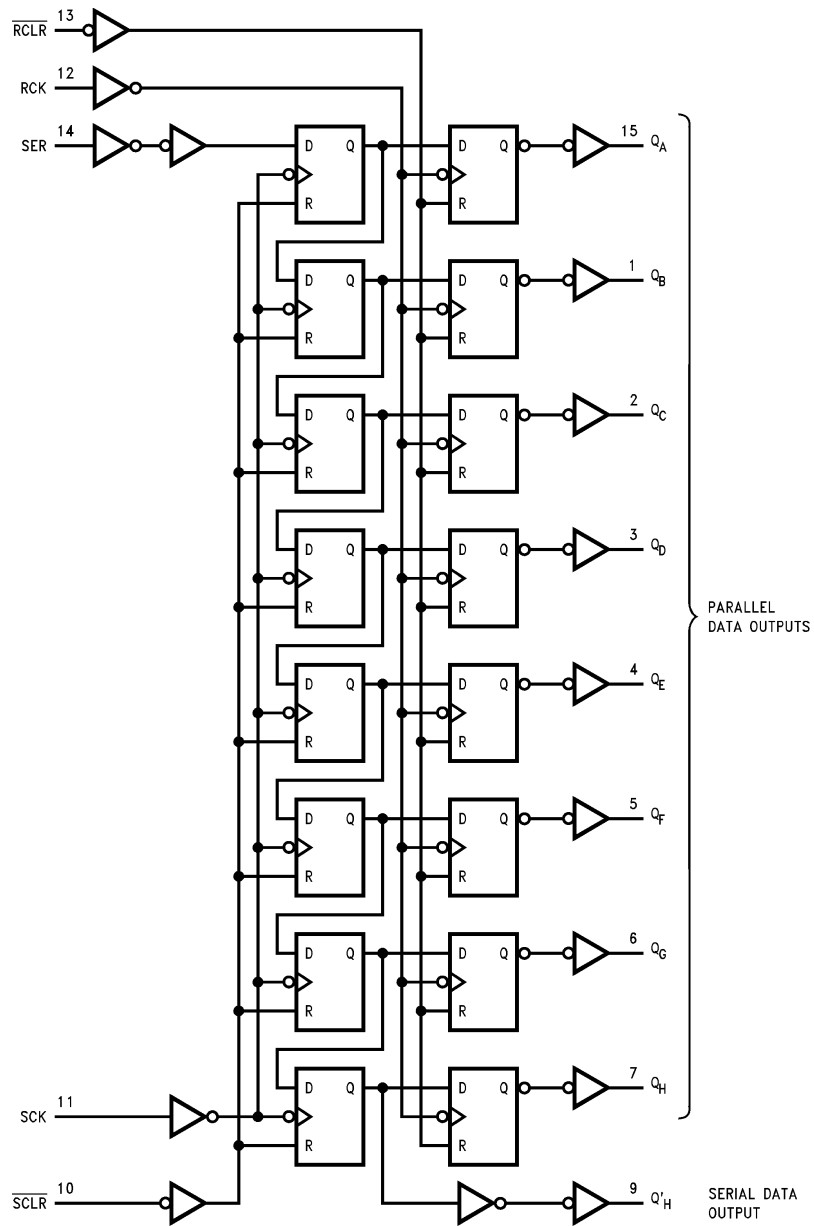 RCLR 13
RCK 12
SER 14
D Q D Q 15 QA
R R
D Q D Q 1 QB
R R
D Q D Q 2 QC
R R
D Q D Q 3 QD
R R
PARALLEL
DATA OUTPUTS
D Q D Q 4 QE
R R
D Q D Q 5 QF
R R
D Q D Q 6 QG
R R
D Q D Q 7 QH
SCK 11
R R
SCLR 10
9 Q'H
SERIAL DATA
OUTPUT